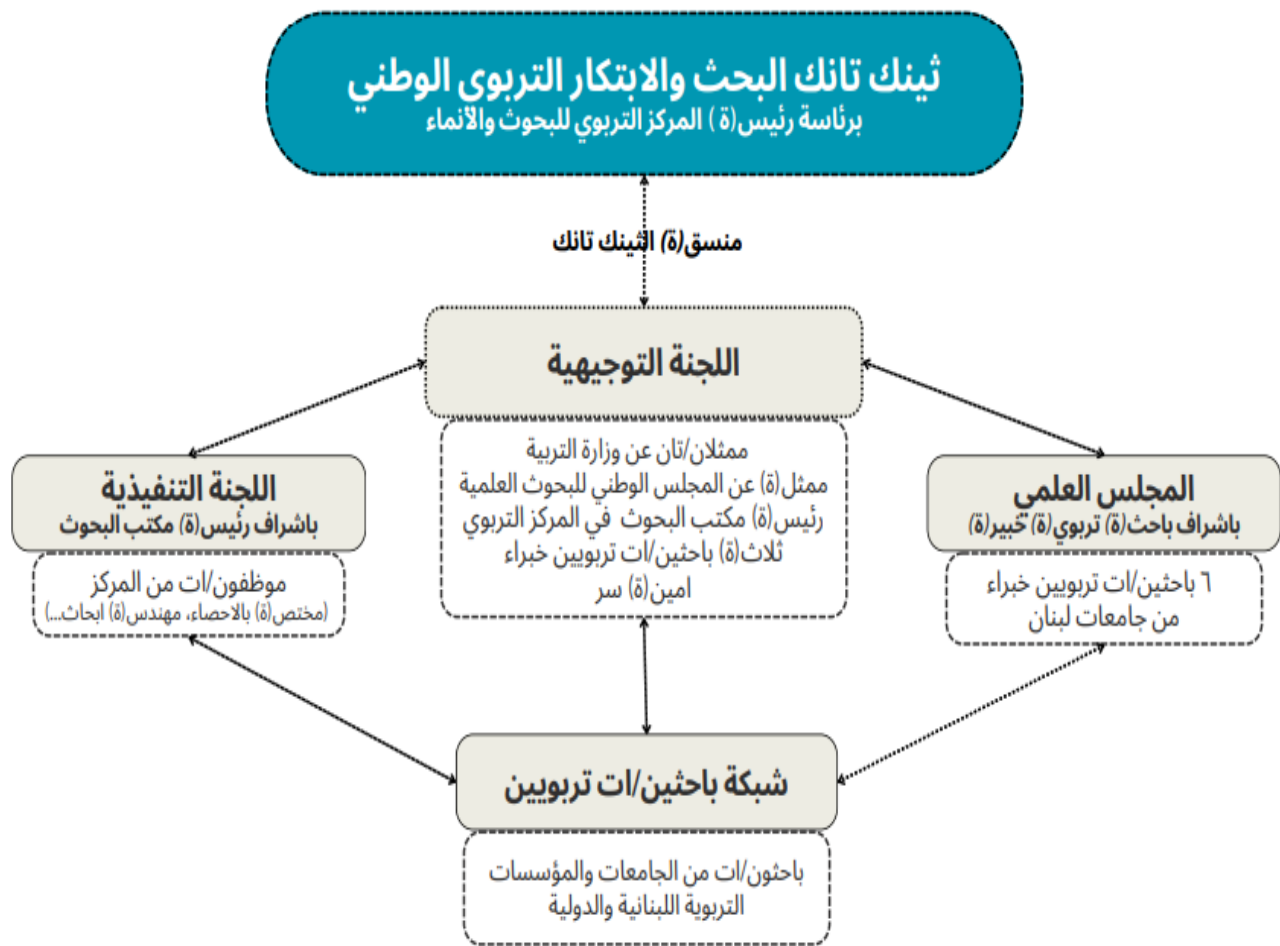 ثينك تانك البحث والابتكار التربوي الوطني
برئاسة رئيس(ة ) المركز التربوي للبحوث والأنماء
منسق(ة) الثينك تانك
اللجنة التوجيهية
ممثلان/تان عن وزارة التربية
ممثل(ة) عن المجلس الوطني للبحوث العلمية
رئيس(ة) مكتب البحوث في المركز التربوي
ثلاث(ة) باحثين/ات تربويين خبراء
امين(ة) سر
المجلس العلمي
باشراف باحث(ة) تربوي(ة) خبير(ة)
٦ باحثين/ات تربويين خبراء
من جامعات لبنان
اللجنة التنفيذية
باشراف رئيس(ة) مكتب البحوث
موظفون/ات من المركز
(مختص(ة) بالاحصاء، مهندس(ة) ابحاث...)
شبكة باحثين/ات تربويين
باحثون/ات من الجامعات والمؤسسات
التربوية اللبنانية والدولية